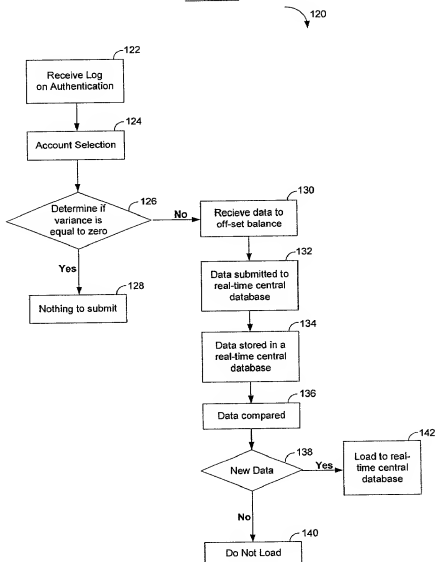 120
122
Receive Log
on Authentication
124
Account Selection
126
Determine if
variance is
equal to zero
No
Yes
128
Nothing to submit
130
Recieve data to
off-set balance
132
Data submitted to
real-time central
database
134
Data stored in a
real-time central
database
136
Data compared
138
New Data
Yes
142
Load to real-
time central
database
No
140
Do Not Load